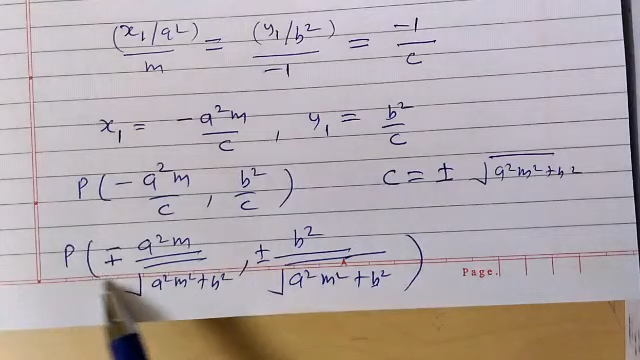 (x₁/a²)/m = (y₁/b²)/-1 = -1/c
x₁ = -a²m/c , y₁ = b²/c
P(-a²m/c , b²/c) c = ± √(a²m²+b²)
P(∓ a²m/√(a²m²+b²) , ± b²/√(a²m²+b²))
Page.